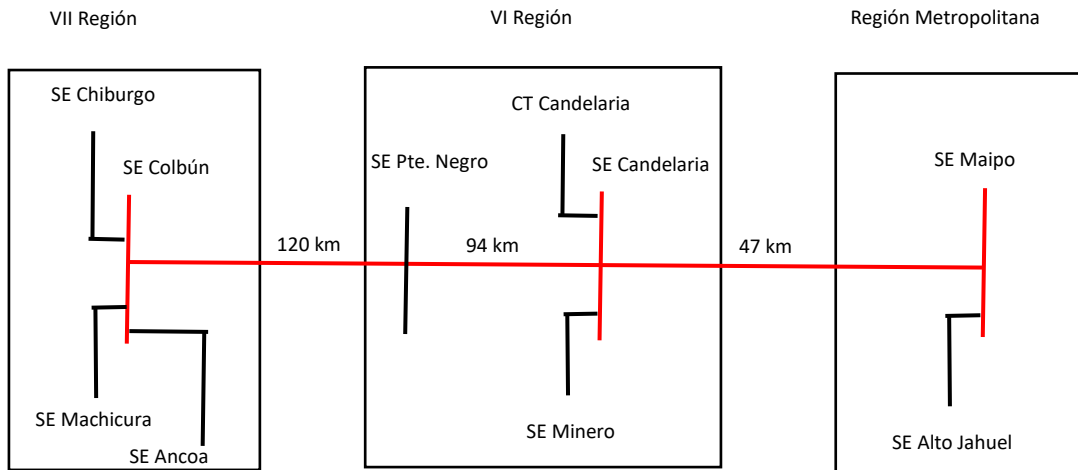 VII Región
VI Región
Región Metropolitana
SE Chiburgo
CT Candelaria
SE Colbún
SE Pte. Negro
SE Candelaria
SE Maipo
120 km
94 km
47 km
SE Machicura
SE Ancoa
SE Minero
SE Alto Jahuel